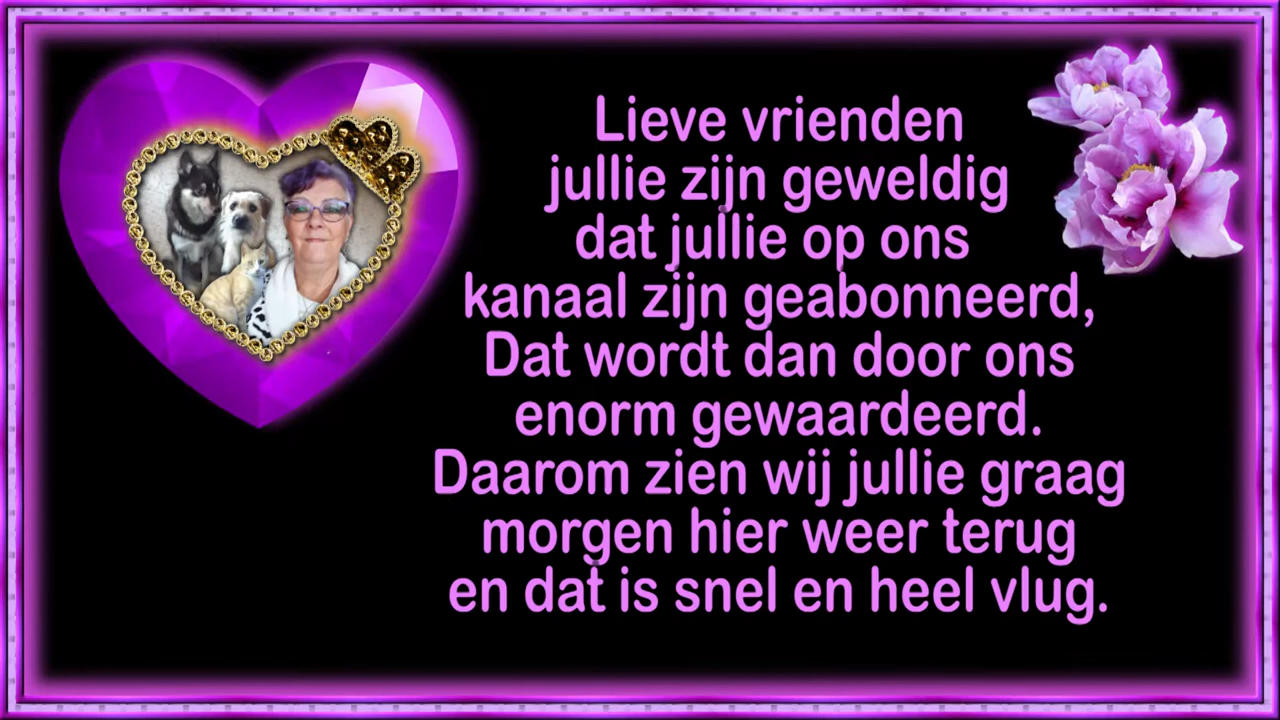 Lieve vrienden
jullie zijn geweldig
dat jullie op ons
kanaal zijn geabonneerd,
Dat wordt dan door ons
enorm gewaardeerd.
Daarom zien wij jullie graag
morgen hier weer terug
en dat is snel en heel vlug.